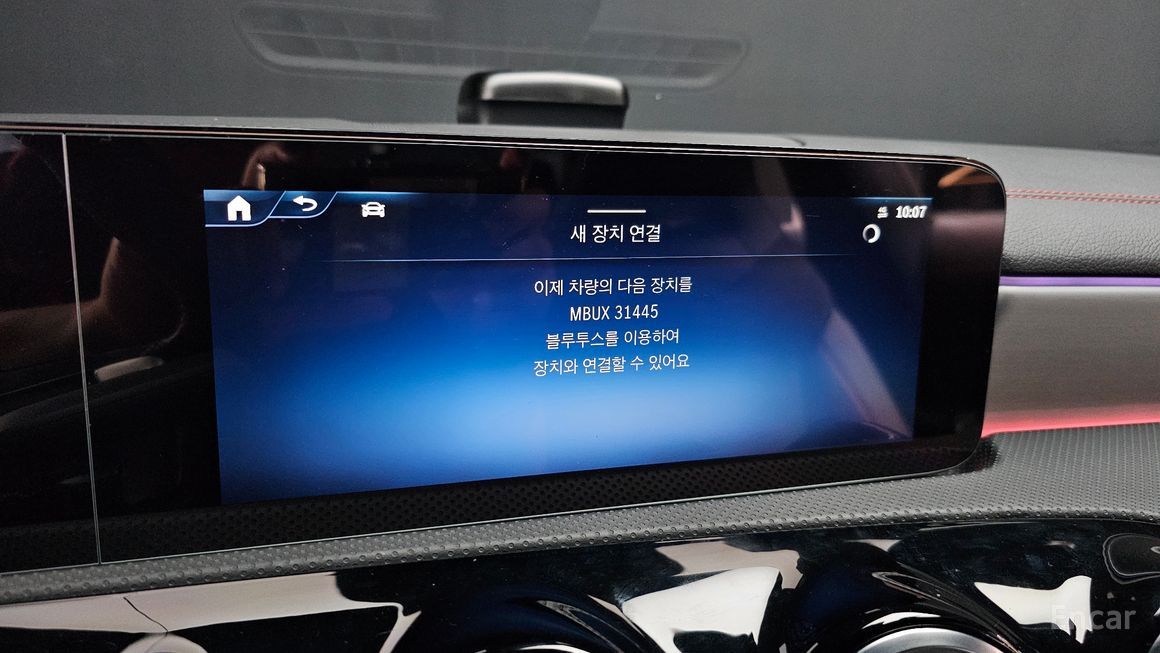 10:07
새 장치 연결
이제 차량의 다음 장치를
MBUX 31445
블루투스를 이용하여
장치와 연결할 수 있어요
Encar